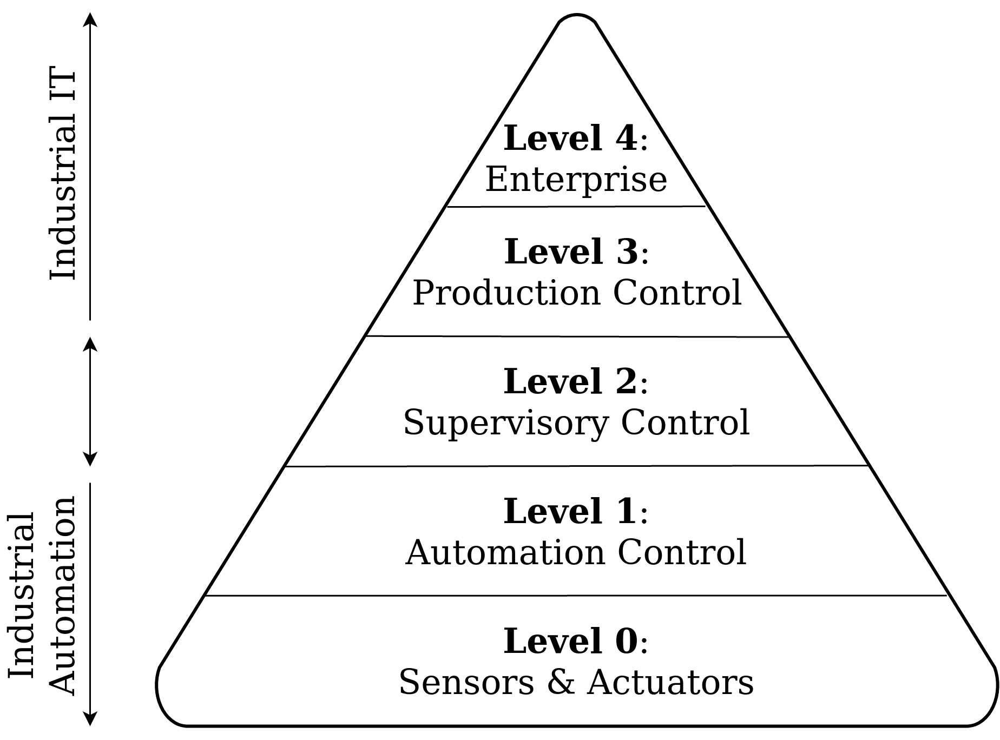 Industrial IT
Industrial
Automation
Level 4:
Enterprise
Level 3:
Production Control
Level 2:
Supervisory Control
Level 1:
Automation Control
Level 0:
Sensors & Actuators